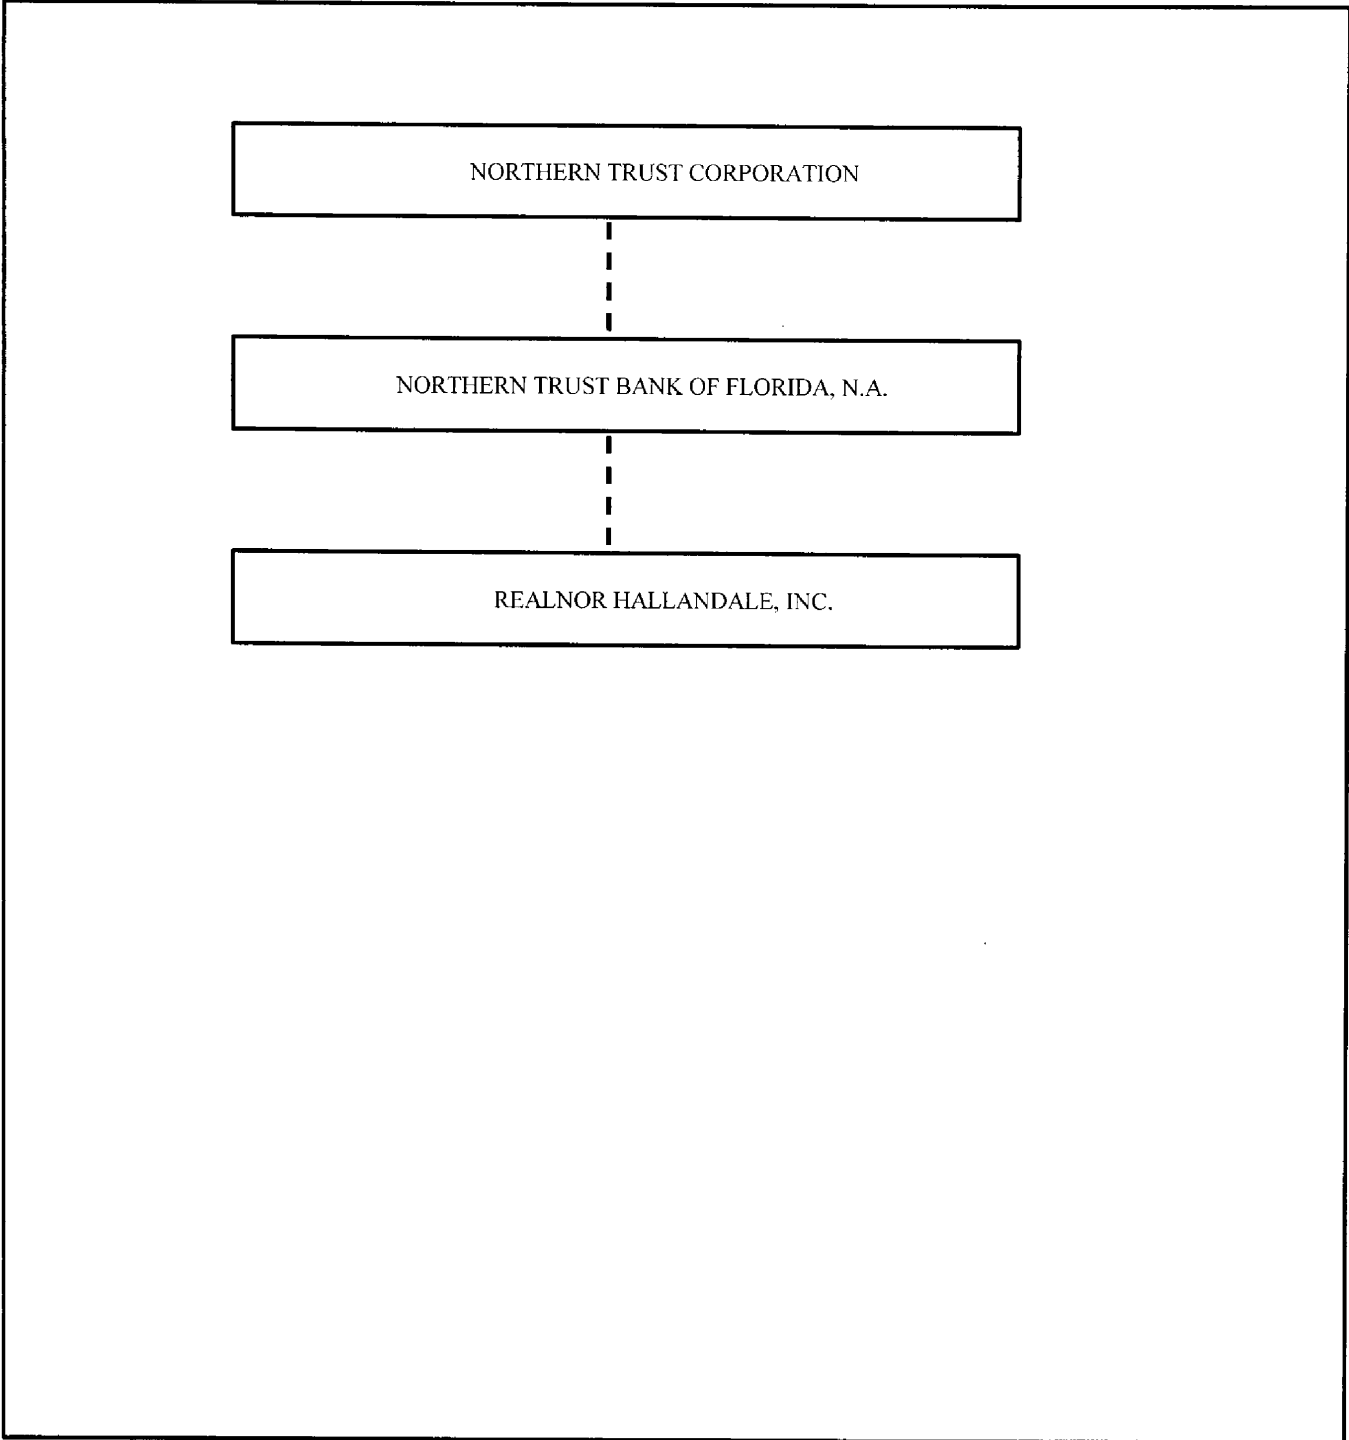 NORTHERN TRUST CORPORATION
NORTHERN TRUST BANK OF FLORIDA, N.A.
REALNOR HALLANDALE, INC.